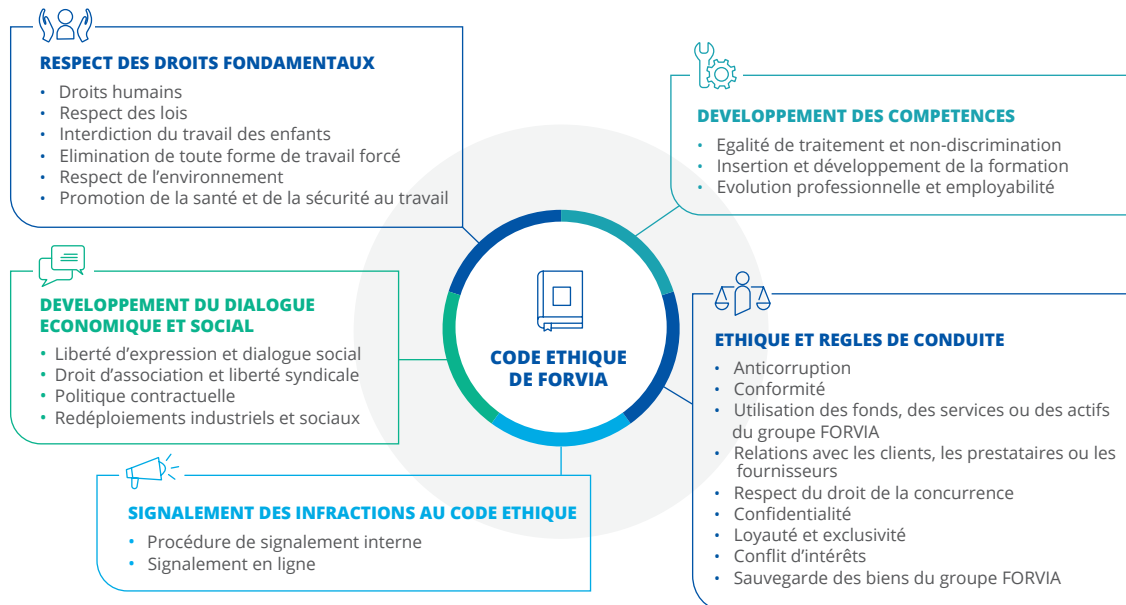 RESPECT DES DROITS FONDAMENTAUX
• Droits humains
• Respect des lois
• Interdiction du travail des enfants
• Elimination de toute forme de travail forcé
• Respect de l’environnement
• Promotion de la santé et de la sécurité au travail
DEVELOPPEMENT DES COMPETENCES
• Egalité de traitement et non-discrimination
• Insertion et développement de la formation
• Evolution professionnelle et employabilité
DEVELOPPEMENT DU DIALOGUE
ECONOMIQUE ET SOCIAL
• Liberté d’expression et dialogue social
• Droit d’association et liberté syndicale
• Politique contractuelle
• Redéploiements industriels et sociaux
CODE ETHIQUE
DE FORVIA
ETHIQUE ET REGLES DE CONDUITE
• Anticorruption
• Conformité
• Utilisation des fonds, des services ou des actifs
du groupe FORVIA
• Relations avec les clients, les prestataires ou les
fournisseurs
• Respect du droit de la concurrence
• Confidentialité
• Loyauté et exclusivité
• Conflit d’intérêts
• Sauvegarde des biens du groupe FORVIA
SIGNALEMENT DES INFRACTIONS AU CODE ETHIQUE
• Procédure de signalement interne
• Signalement en ligne